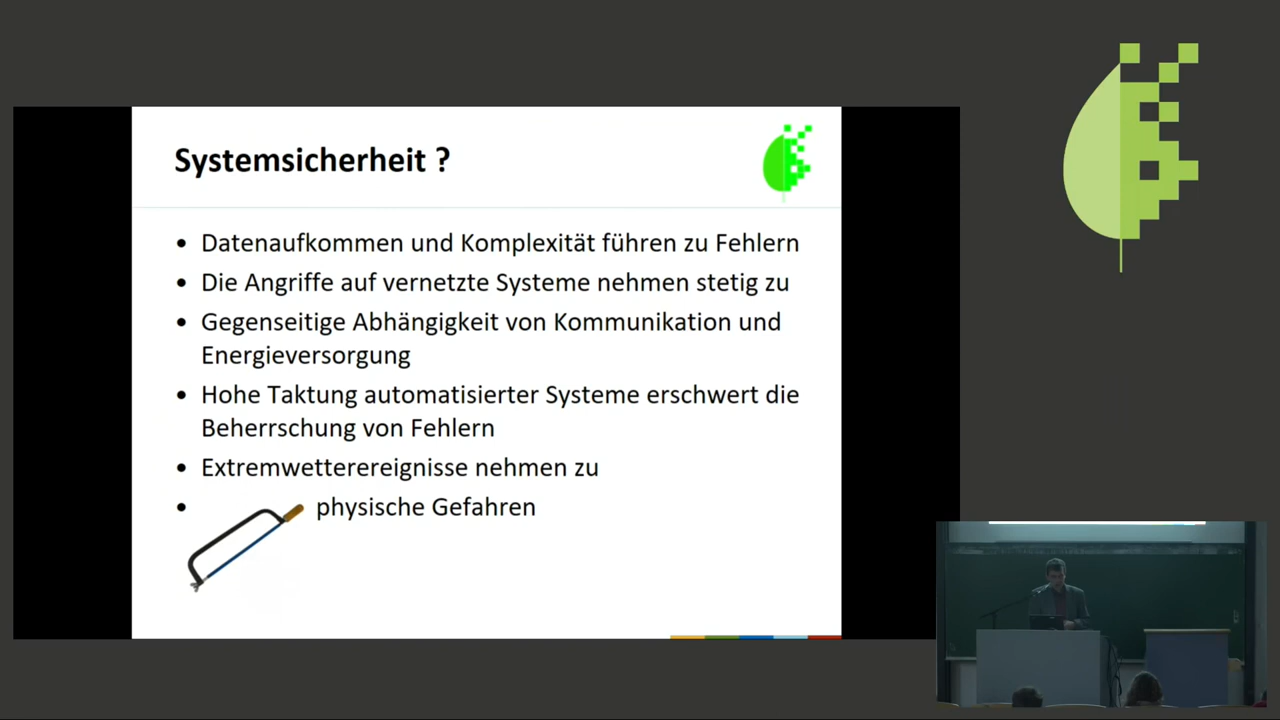 Systemsicherheit ?
• Datenaufkommen und Komplexität führen zu Fehlern
• Die Angriffe auf vernetzte Systeme nehmen stetig zu
• Gegenseitige Abhängigkeit von Kommunikation und
Energieversorgung
• Hohe Taktung automatisierter Systeme erschwert die
Beherrschung von Fehlern
• Extremwetterereignisse nehmen zu
• physische Gefahren